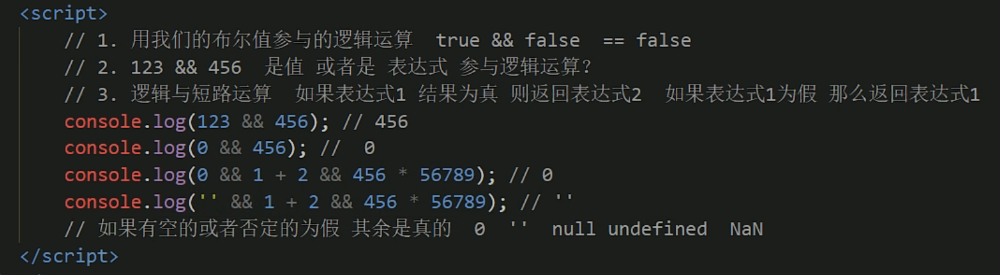 <script>
// 1. 用我们的布尔值参与的逻辑运算  true && false  == false
// 2. 123 && 456  是值 或者是 表达式 参与逻辑运算？
// 3. 逻辑与短路运算  如果表达式1 结果为真 则返回表达式2  如果表达式1为假 那么返回表达式1
console.log(123 && 456); // 456
console.log(0 && 456); //  0
console.log(0 && 1 + 2 && 456 * 56789); // 0
console.log('' && 1 + 2 && 456 * 56789); // ''
// 如果有空的或者否定的为假 其余是真的  0  ''  null undefined  NaN
</script>